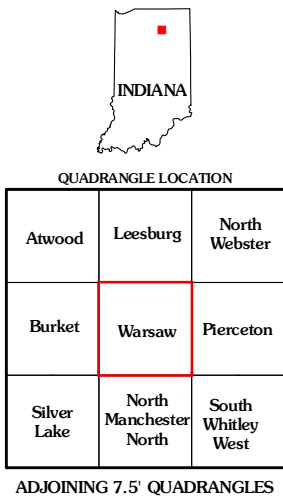 INDIANA
QUADRANGLE LOCATION
Atwood
Leesburg
North
Webster
Burket
Warsaw
Pierceton
Silver
Lake
North
Manchester
North
South
Whitley
West
ADJOINING 7.5' QUADRANGLES